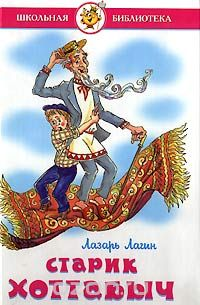 ШКОЛЬНАЯ БИБЛИОТЕКА
Лазарь Лагин
старик
ХОТТАБЫЧ